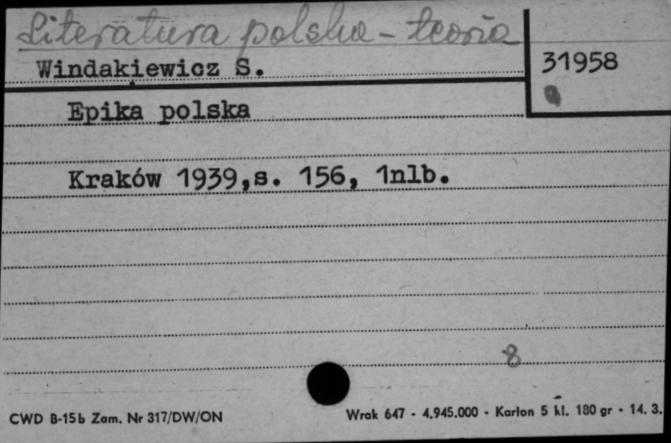 Literatura polska - teoria
Windakiewicz S.
31958
Epika polska
Kraków 1939,s. 156, 1nlb.
8
CWD B-15b Zam. Nr 317/DW/ON
Wrak 647 - 4.945.000 - Karton 5 kl. 180 gr - 14. 3.